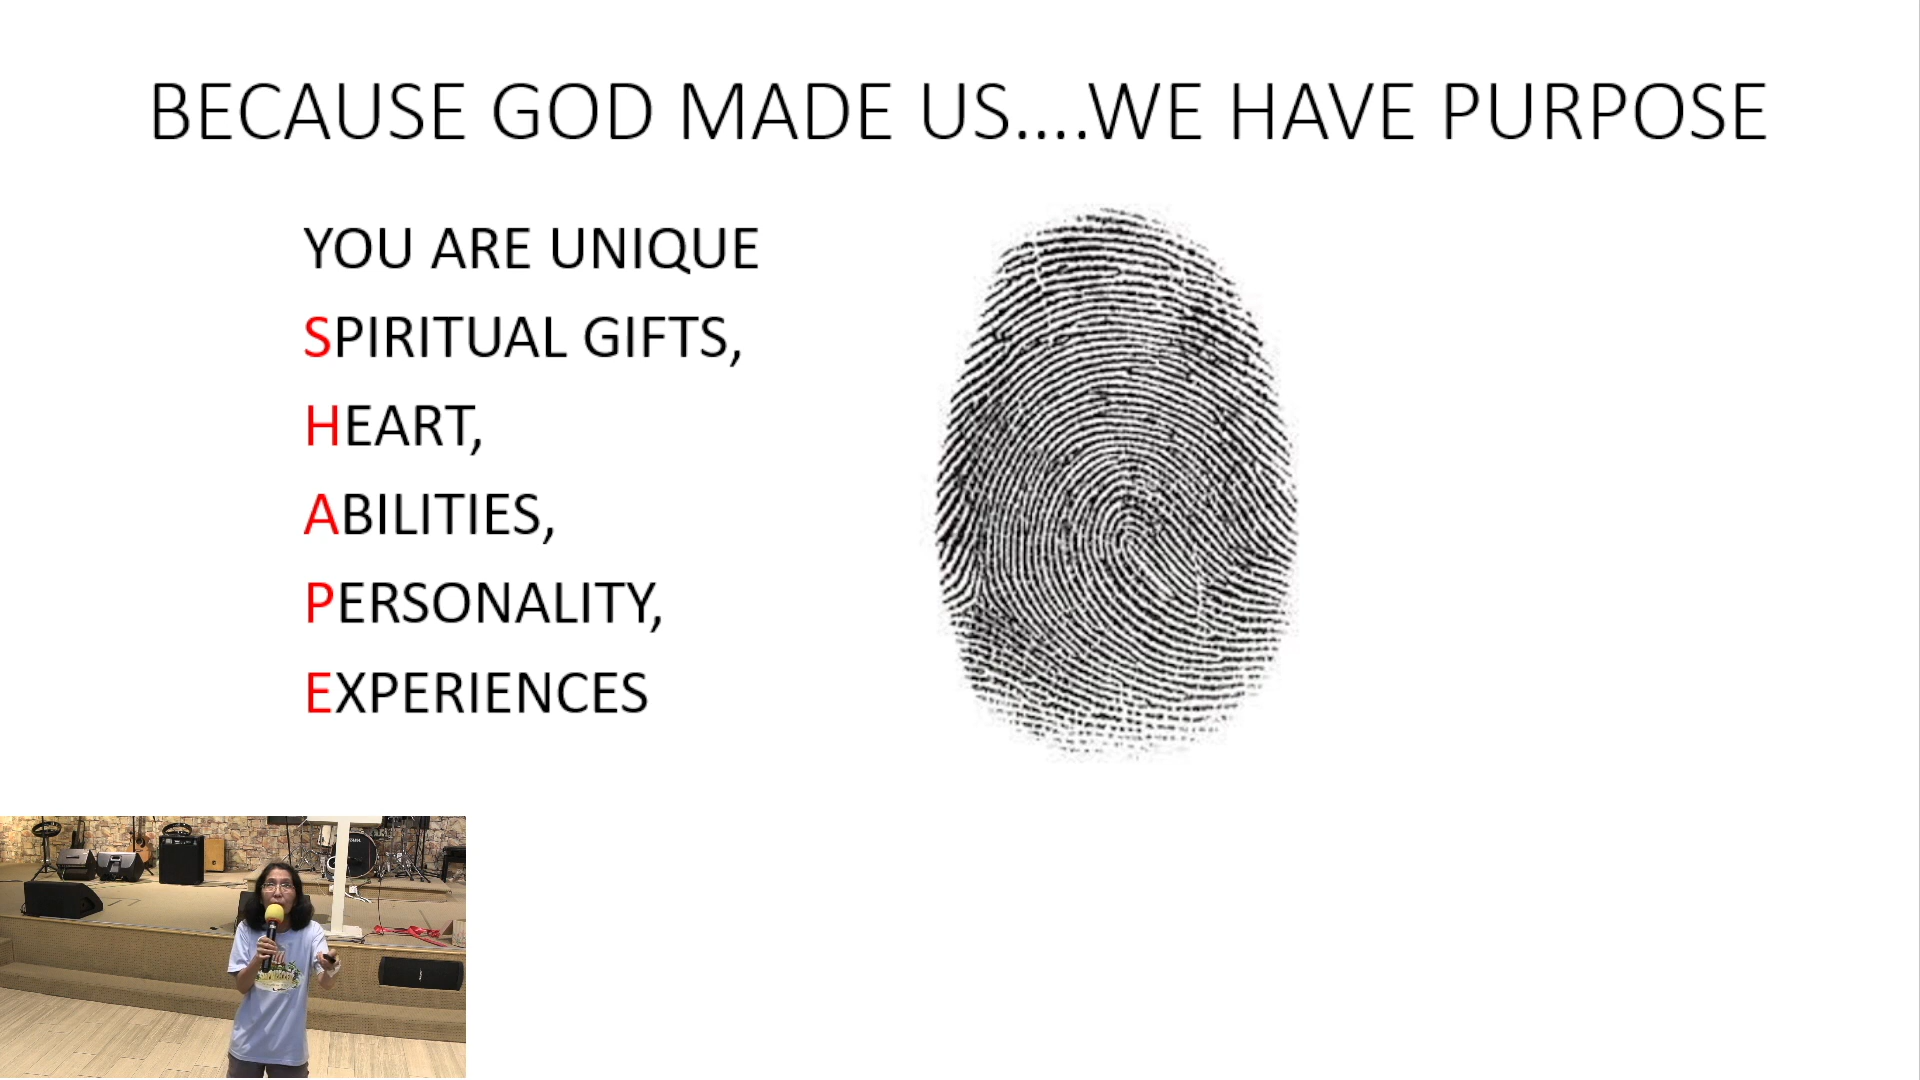 BECAUSE GOD MADE US....WE HAVE PURPOSE
YOU ARE UNIQUE
SPIRITUAL GIFTS,
HEART,
ABILITIES,
PERSONALITY,
EXPERIENCES